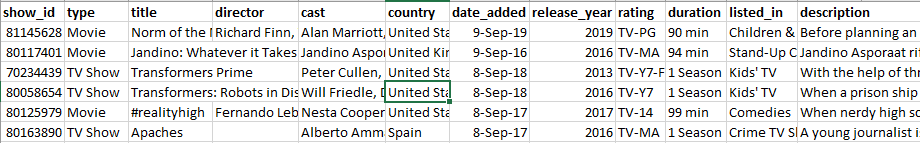 show_id type title director cast country date_added release_year rating duration listed_in description
81145628 Movie Norm of the Richard Finn, Alan Marriott, United Sta 9-Sep-19 2019 TV-PG 90 min Children & Before planning an
80117401 Movie Jandino: Whatever it Takes Jandino Aspo United Kin 9-Sep-16 2016 TV-MA 94 min Stand-Up C Jandino Asporaat rif
70234439 TV Show Transformers Prime Peter Cullen, United Sta 8-Sep-18 2013 TV-Y7-F 1 Season Kids' TV With the help of thr
80058654 TV Show Transformers: Robots in Dis Will Friedle, D United Sta 8-Sep-18 2016 TV-Y7 1 Season Kids' TV When a prison ship
80125979 Movie #realityhigh Fernando Leb Nesta Cooper United Sta 8-Sep-17 2017 TV-14 99 min Comedies When nerdy high sc
80163890 TV Show Apaches Alberto Amm Spain 8-Sep-17 2016 TV-MA 1 Season Crime TV Sh A young journalist is